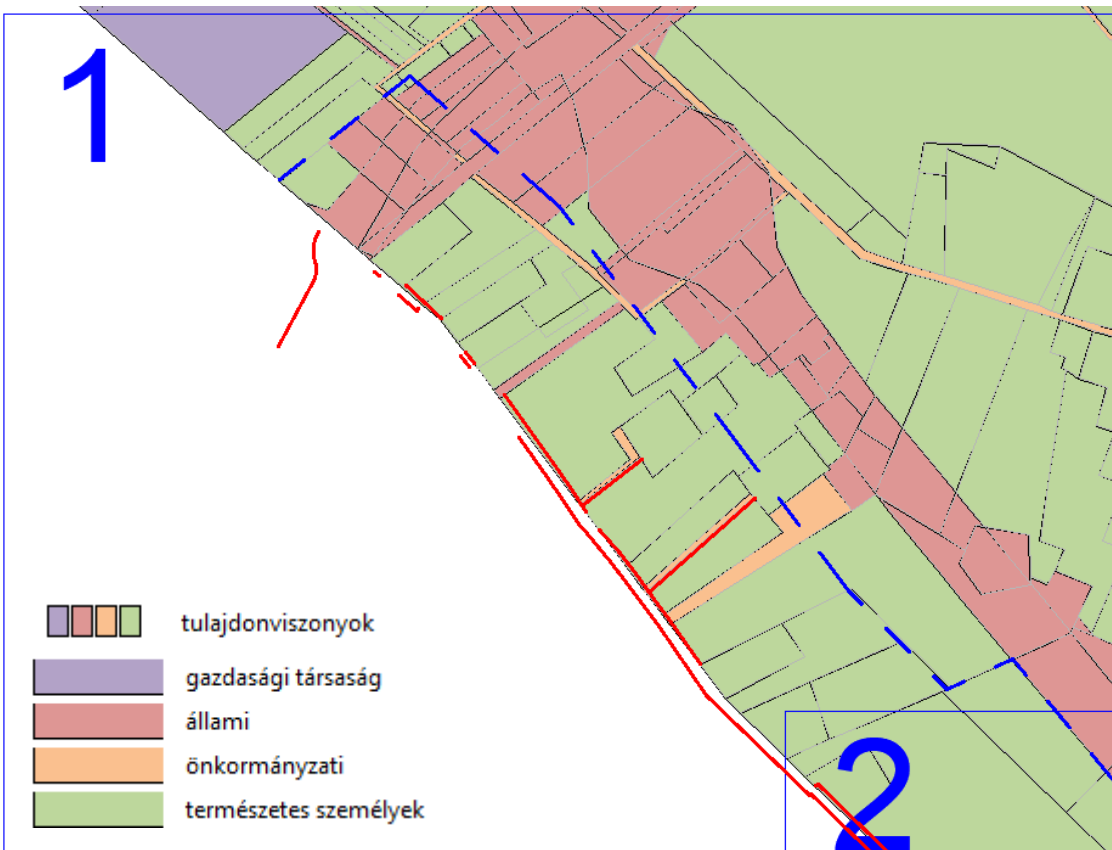 1
tulajdonviszonyok
gazdasági társaság
állami
önkormányzati
természetes személyek
2